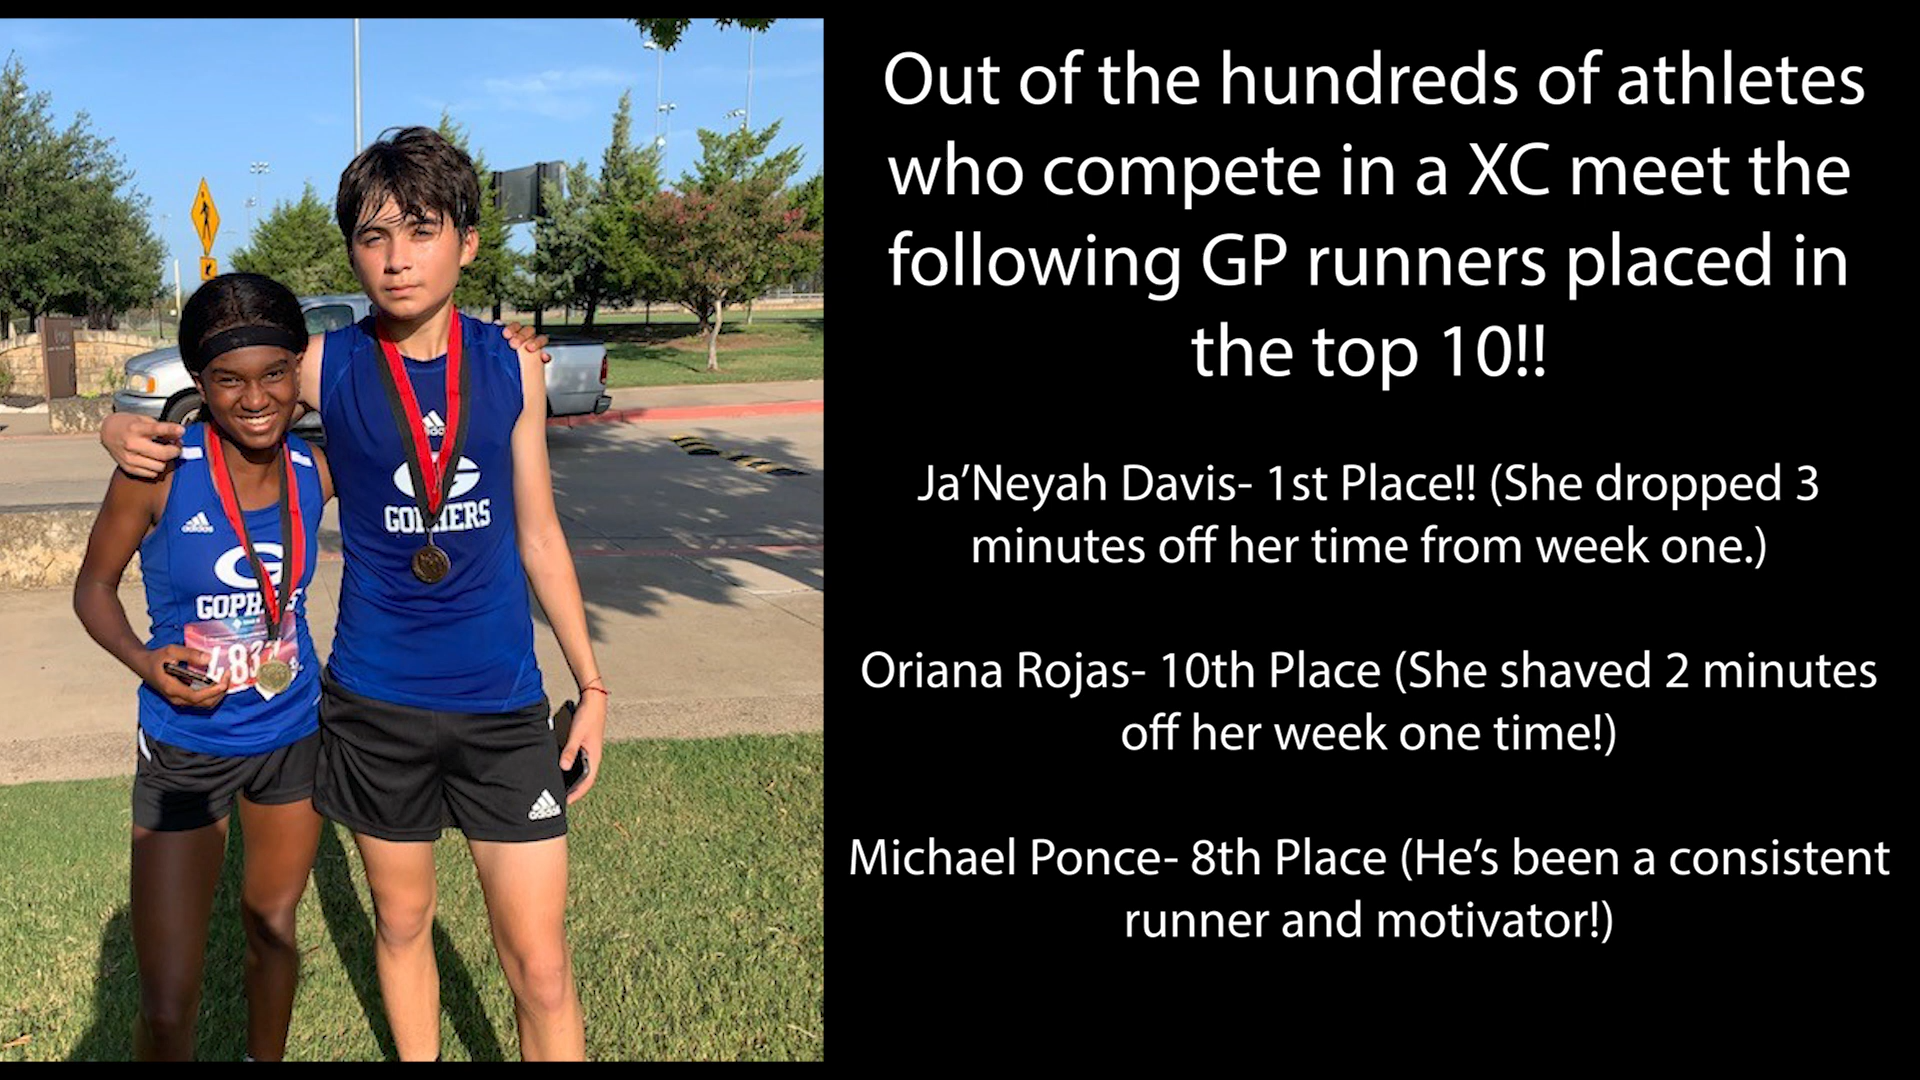 Out of the hundreds of athletes
who compete in a XC meet the
following GP runners placed in
the top 10!!
Ja’Neyah Davis- 1st Place!! (She dropped 3
minutes off her time from week one.)
Oriana Rojas- 10th Place (She shaved 2 minutes
off her week one time!)
Michael Ponce- 8th Place (He’s been a consistent
runner and motivator!)
adidas
G
GOPHERS
adidas
G
adidas